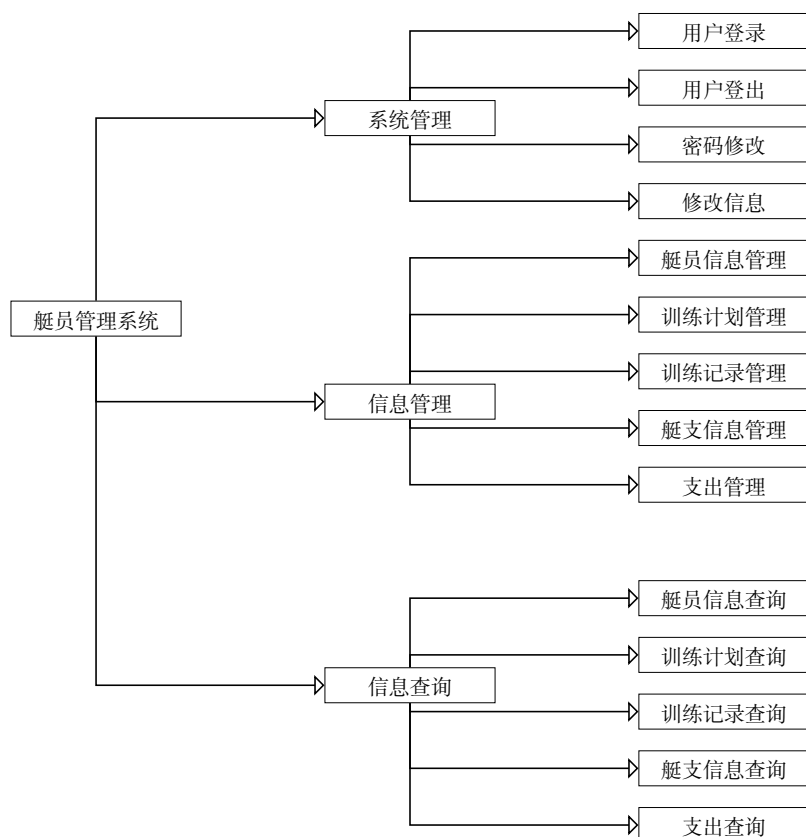 艇员管理系统
系统管理
用户登录
用户登出
密码修改
修改信息
信息管理
艇员信息管理
训练计划管理
训练记录管理
艇支信息管理
支出管理
信息查询
艇员信息查询
训练计划查询
训练记录查询
艇支信息查询
支出查询